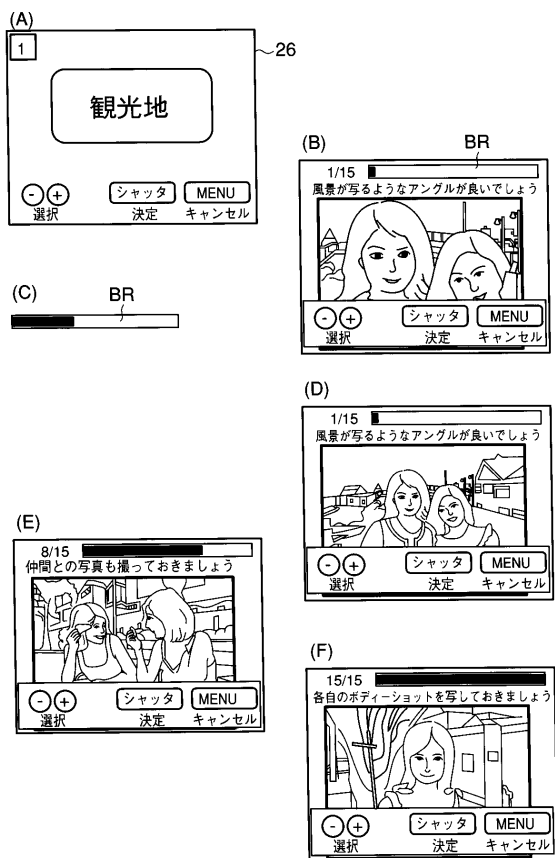 (A)
1
26
観光地
- +
シャッタ
MENU
選択
決定
キャンセル
(B)
BR
1/15
風景が写るようなアングルが良いでしょう
- +
シャッタ
MENU
選択
決定
キャンセル
(C)
BR
(D)
1/15
風景が写るようなアングルが良いでしょう
- +
シャッタ
MENU
選択
決定
キャンセル
(E)
8/15
仲間との写真も撮っておきましょう
- +
シャッタ
MENU
選択
決定
キャンセル
(F)
15/15
各自のボディーショットを写しておきましょう
- +
シャッタ
MENU
選択
決定
キャンセル